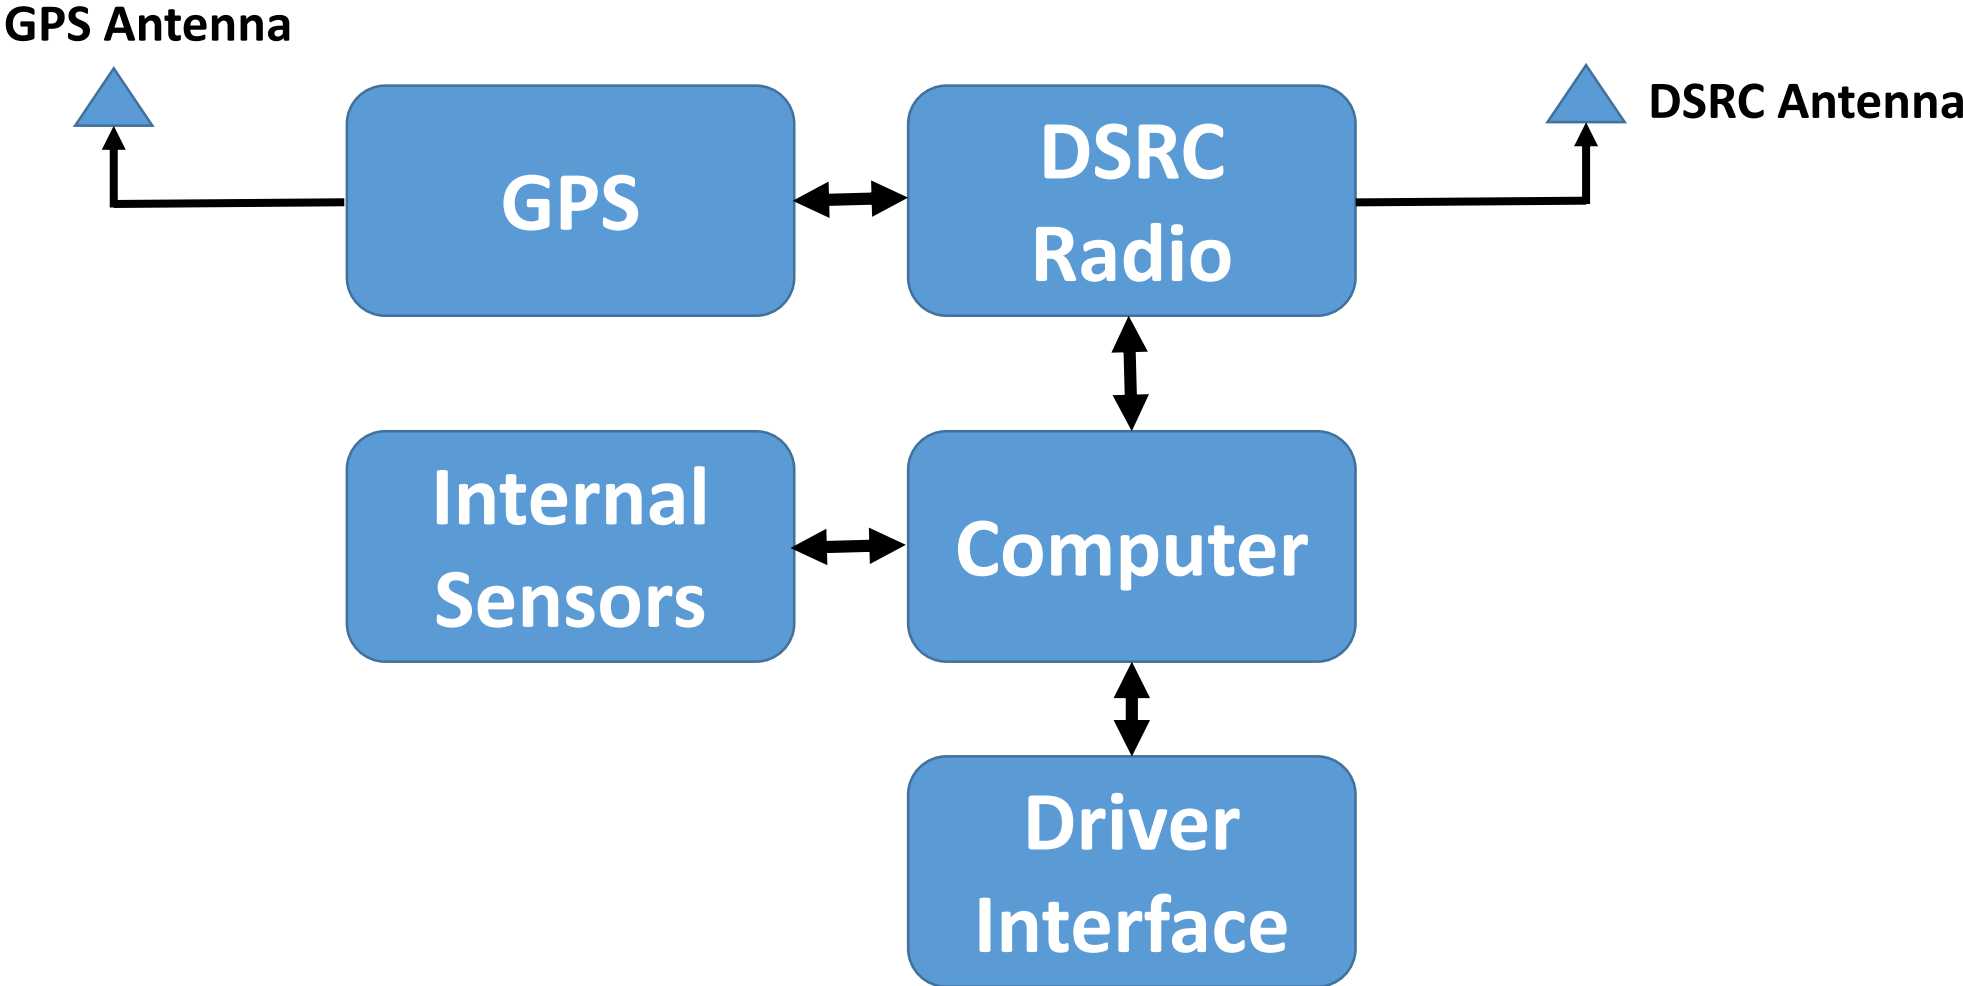 GPS Antenna
DSRC Antenna
GPS
DSRC
Radio
Internal
Sensors
Computer
Driver
Interface